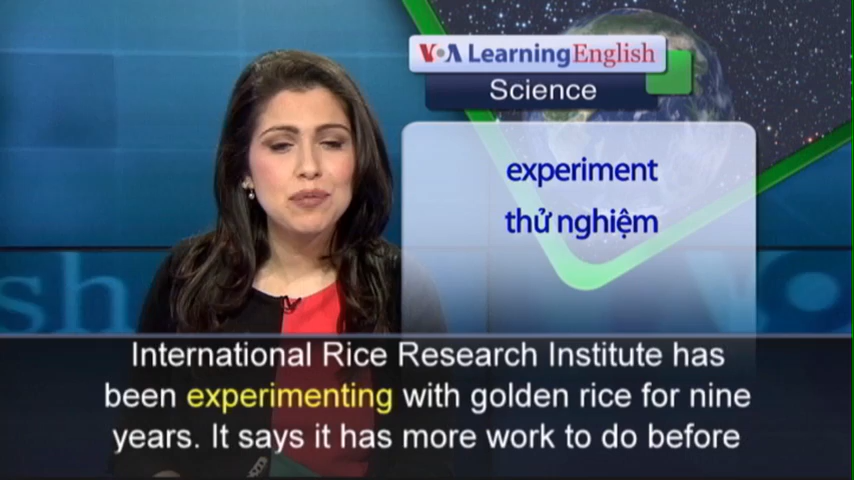 VOA Learning English
Science
experiment
thử nghiệm
sh
International Rice Research Institute has
been experimenting with golden rice for nine
years. It says it has more work to do before